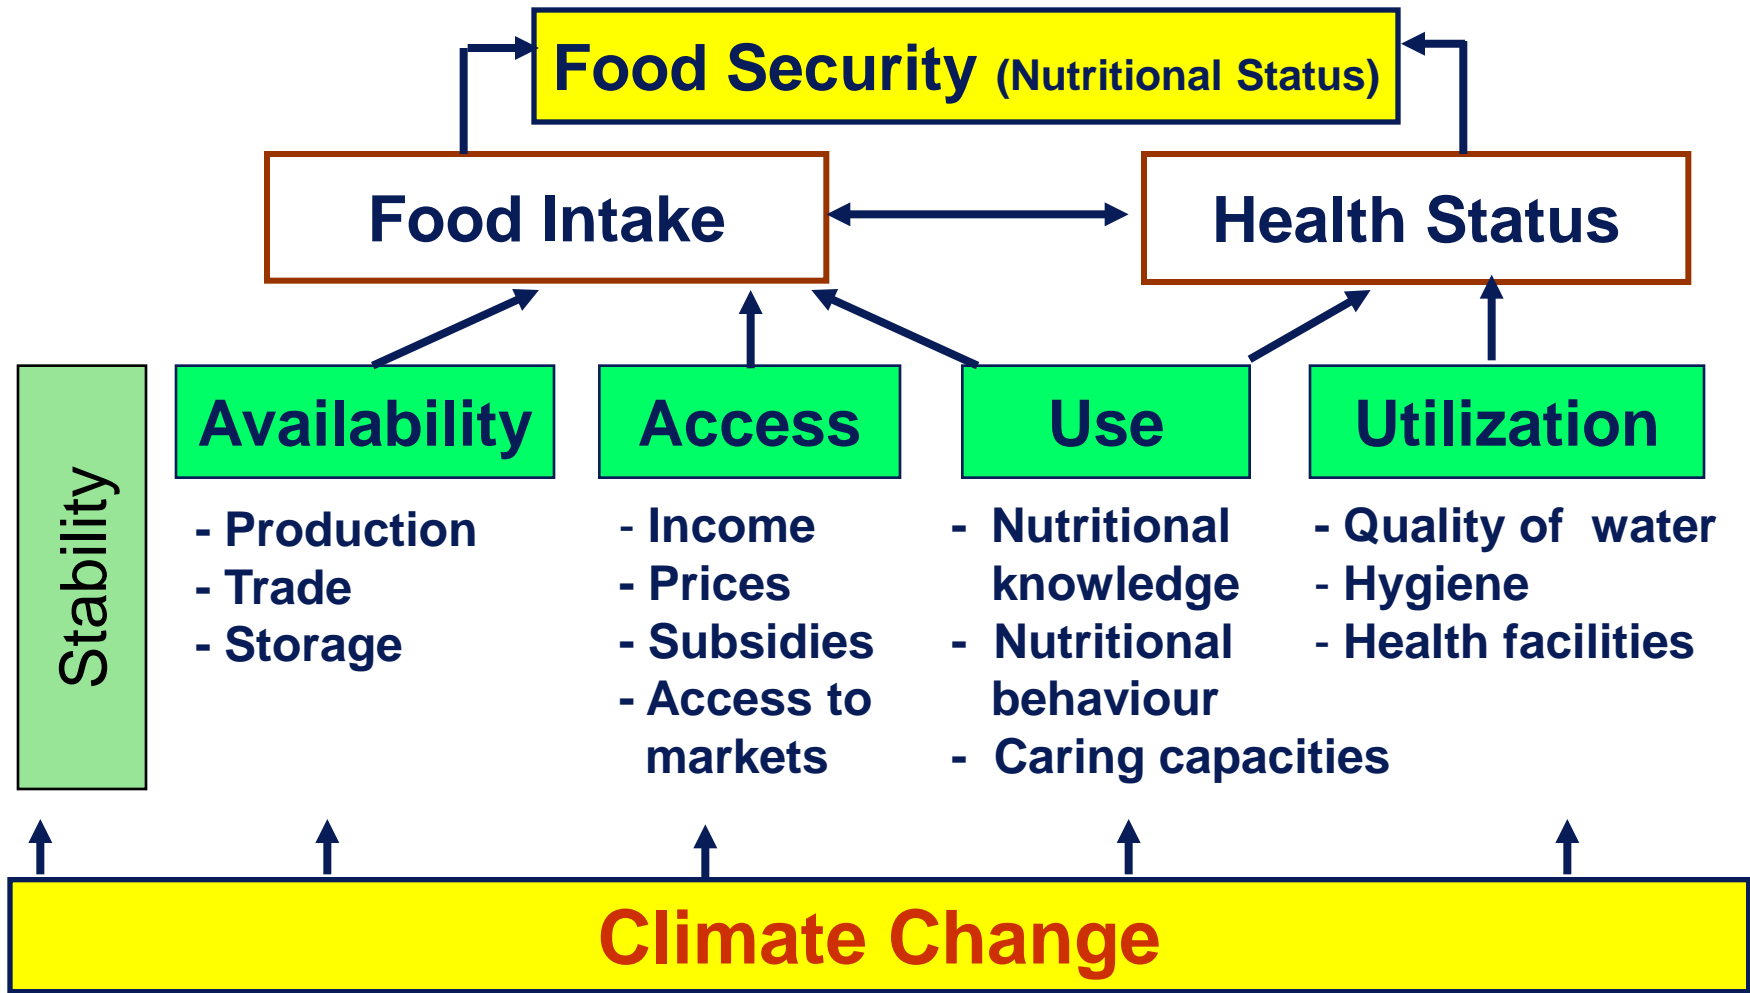 Food Security (Nutritional Status)
Food Intake
Health Status
Stability
Availability
- Production
- Trade
- Storage
Access
- Income
- Prices
- Subsidies
- Access to
markets
Use
- Nutritional
knowledge
- Nutritional
behaviour
- Caring capacities
Utilization
- Quality of water
- Hygiene
- Health facilities
Climate Change